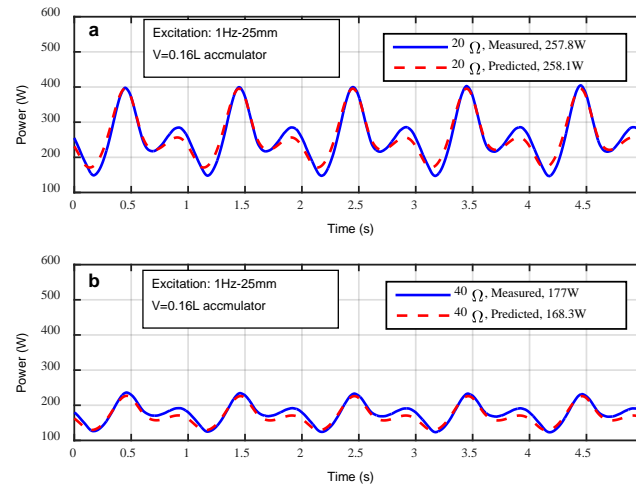 a
Excitation: 1Hz-25mm
V=0.16L accmulator
20 Ω, Measured, 257.8W
20 Ω, Predicted, 258.1W
Power (W)
600
500
400
300
200
100
0 0.5 1 1.5 2 2.5 3 3.5 4 4.5
Time (s)
b
Excitation: 1Hz-25mm
V=0.16L accmulator
40 Ω, Measured, 177W
40 Ω, Predicted, 168.3W
Power (W)
600
500
400
300
200
100
0 0.5 1 1.5 2 2.5 3 3.5 4 4.5
Time (s)